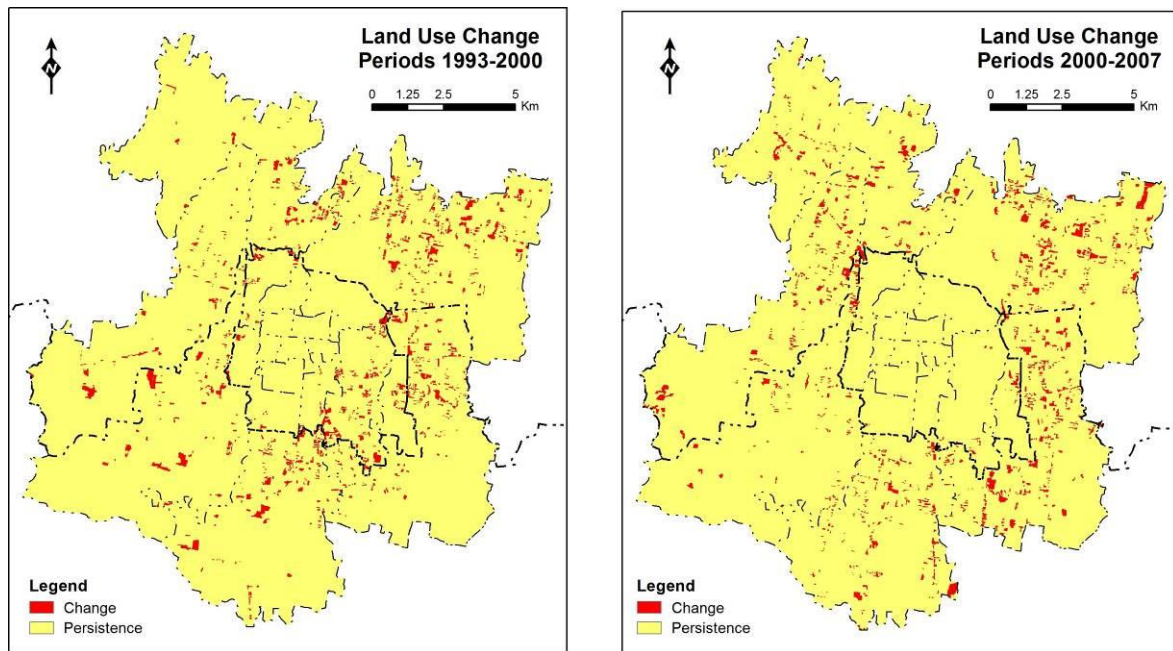 Land Use Change
Periods 1993-2000
0 1.25 2.5 5
Km
N
Legend
Change
Persistence
Land Use Change
Periods 2000-2007
0 1.25 2.5 5
Km
N
Legend
Change
Persistence